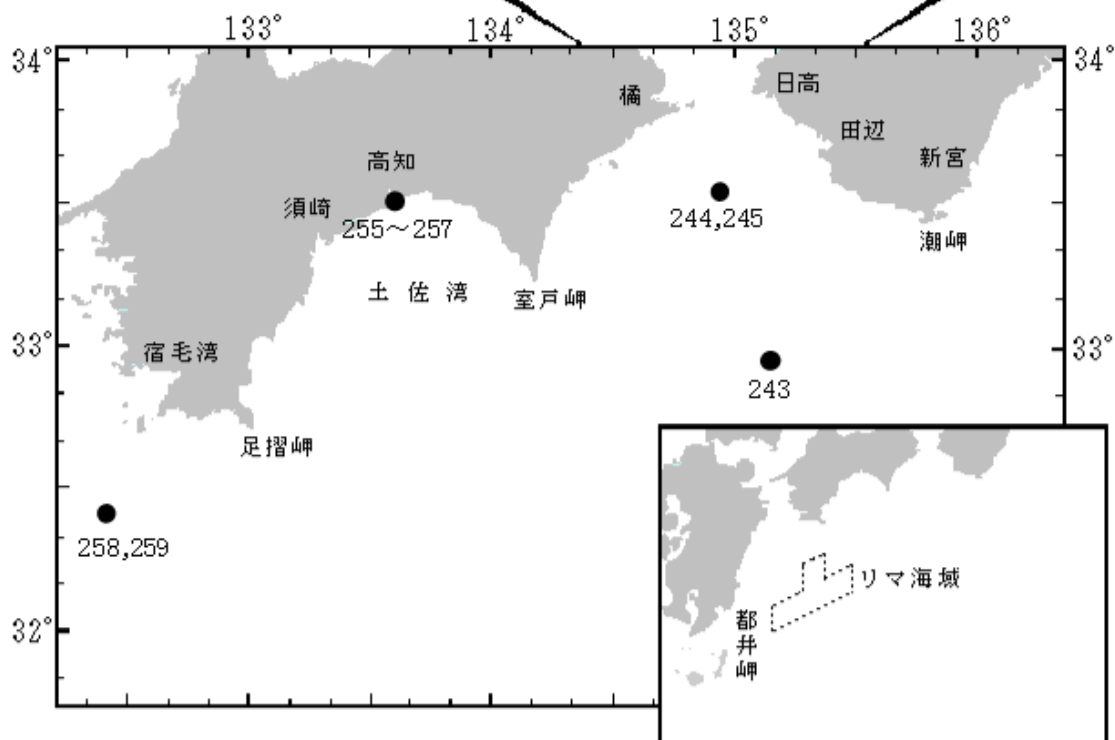 133°
134°
135°
136°
34°
34°
橘
日高
田辺
新宮
高知
須崎
255～257
244,245
潮岬
土佐湾
室戸岬
33°
33°
宿毛湾
243
足摺岬
258,259
リマ海域
都井岬
32°